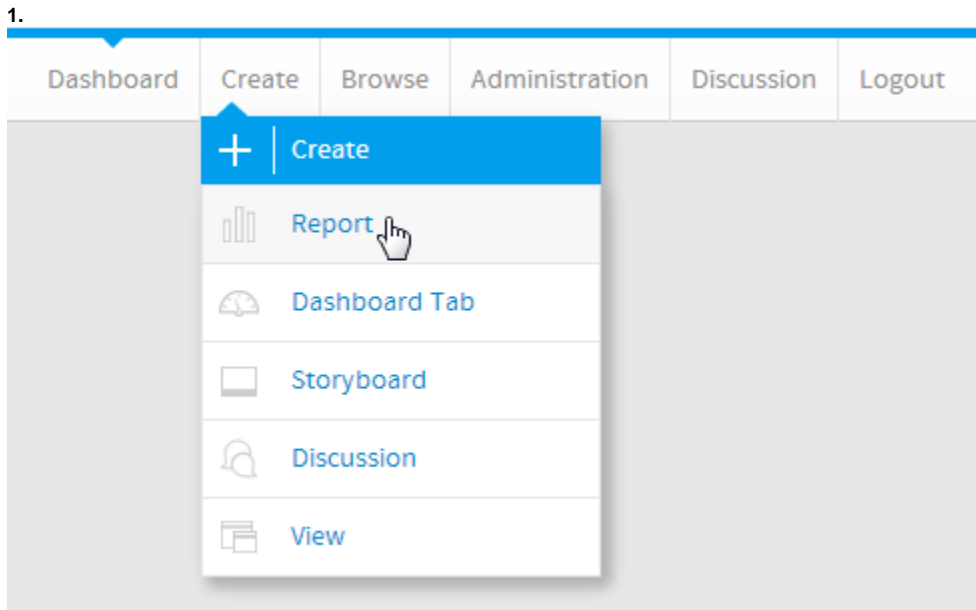 1.
Dashboard Create Browse Administration Discussion Logout
Create
Report
Dashboard Tab
Storyboard
Discussion
View